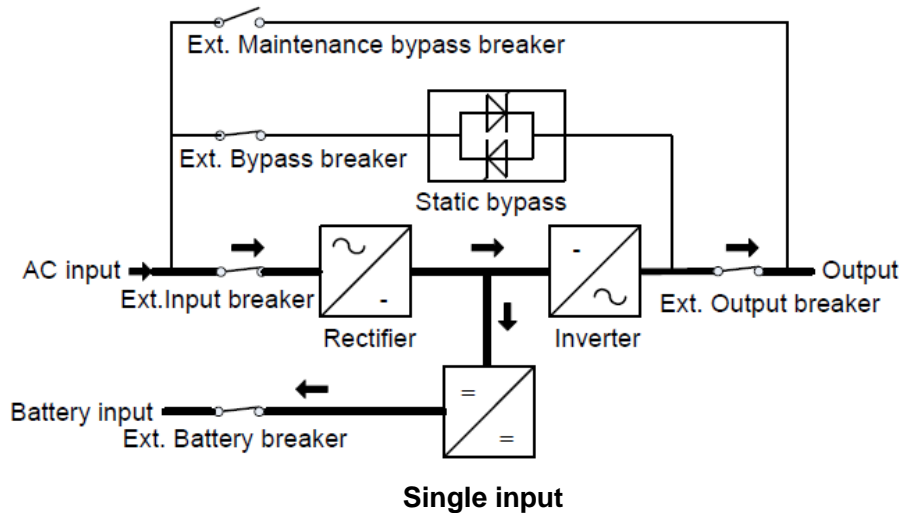 Ext. Maintenance bypass breaker
Ext. Bypass breaker
Static bypass
AC input
Output
Ext.Input breaker
Ext. Output breaker
-
-
Rectifier
Inverter
Battery input
=
=
Ext. Battery breaker
Single input